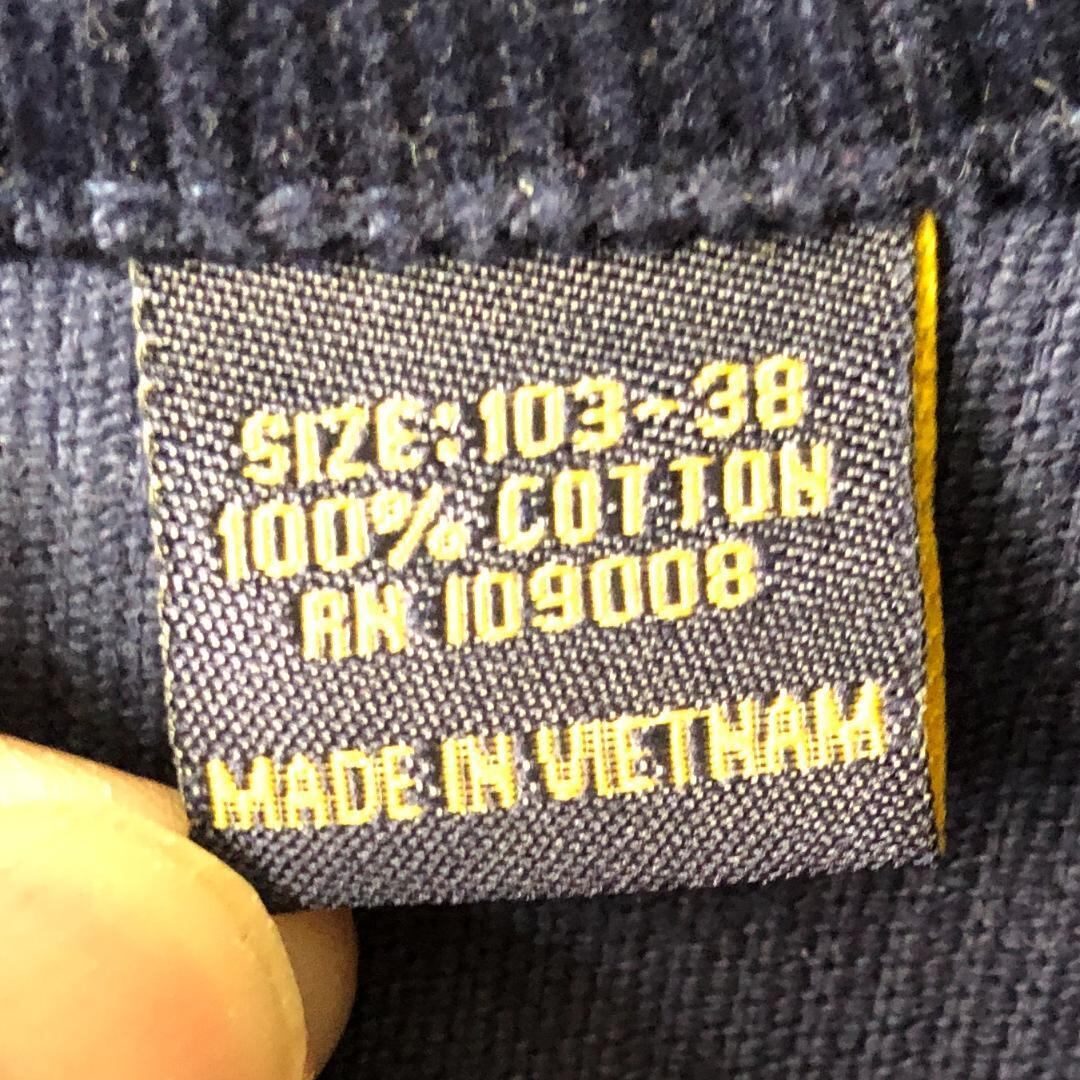 SIZE:103-38
100% COTTON
RN 109008
MADE IN VIETNAM